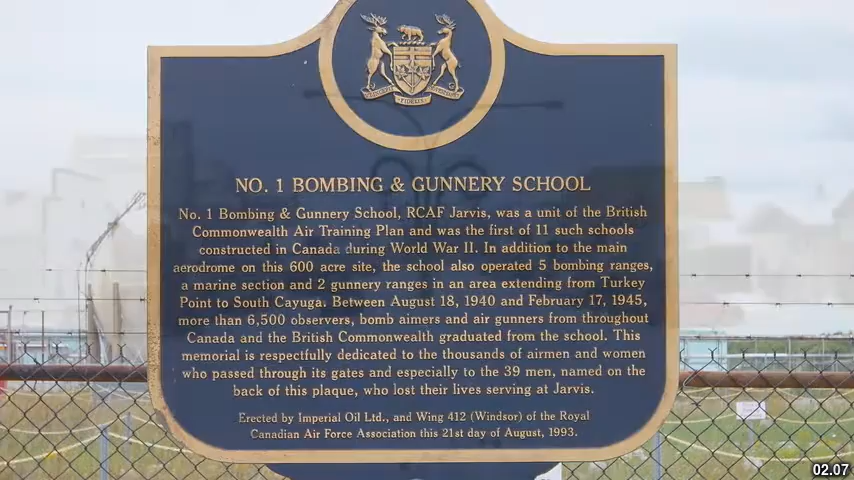 NO. 1 BOMBING & GUNNERY SCHOOL
No. 1 Bombing & Gunnery School, RCAF Jarvis, was a unit of the British
Commonwealth Air Training Plan and was the first of 11 such schools
constructed in Canada during World War II. In addition to the main
aerodrome on this 600 acre site, the school also operated 5 bombing ranges,
a marine section and 2 gunnery ranges in an area extending from Turkey
Point to South Cayuga. Between August 18, 1940 and February 17, 1945,
more than 6,500 observers, bomb aimers and air gunners from throughout
Canada and the British Commonwealth graduated from the school. This
memorial is respectfully dedicated to the thousands of airmen and women
who passed through its gates and especially to the 39 men, named on the
back of this plaque, who lost their lives serving at Jarvis.
Erected by Imperial Oil Ltd., and Wing 412 (Windsor) of the Royal
Canadian Air Force Association this 21st day of August, 1993.
02.07